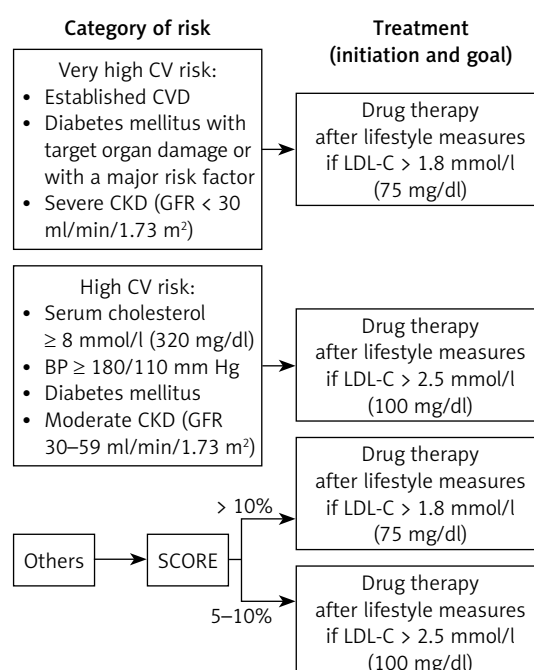 Category of risk
Very high CV risk:
• Established CVD
• Diabetes mellitus with
target organ damage or
with a major risk factor
• Severe CKD (GFR < 30
ml/min/1.73 m²)
Treatment
(initiation and goal)
Drug therapy
after lifestyle measures
if LDL-C > 1.8 mmol/l
(75 mg/dl)
High CV risk:
• Serum cholesterol
≥ 8 mmol/l (320 mg/dl)
• BP ≥ 180/110 mm Hg
• Diabetes mellitus
• Moderate CKD (GFR
30–59 ml/min/1.73 m²)
Drug therapy
after lifestyle measures
if LDL-C > 2.5 mmol/l
(100 mg/dl)
Others
SCORE
> 10%
Drug therapy
after lifestyle measures
if LDL-C > 1.8 mmol/l
(75 mg/dl)
5–10%
Drug therapy
after lifestyle measures
if LDL-C > 2.5 mmol/l
(100 mg/dl)